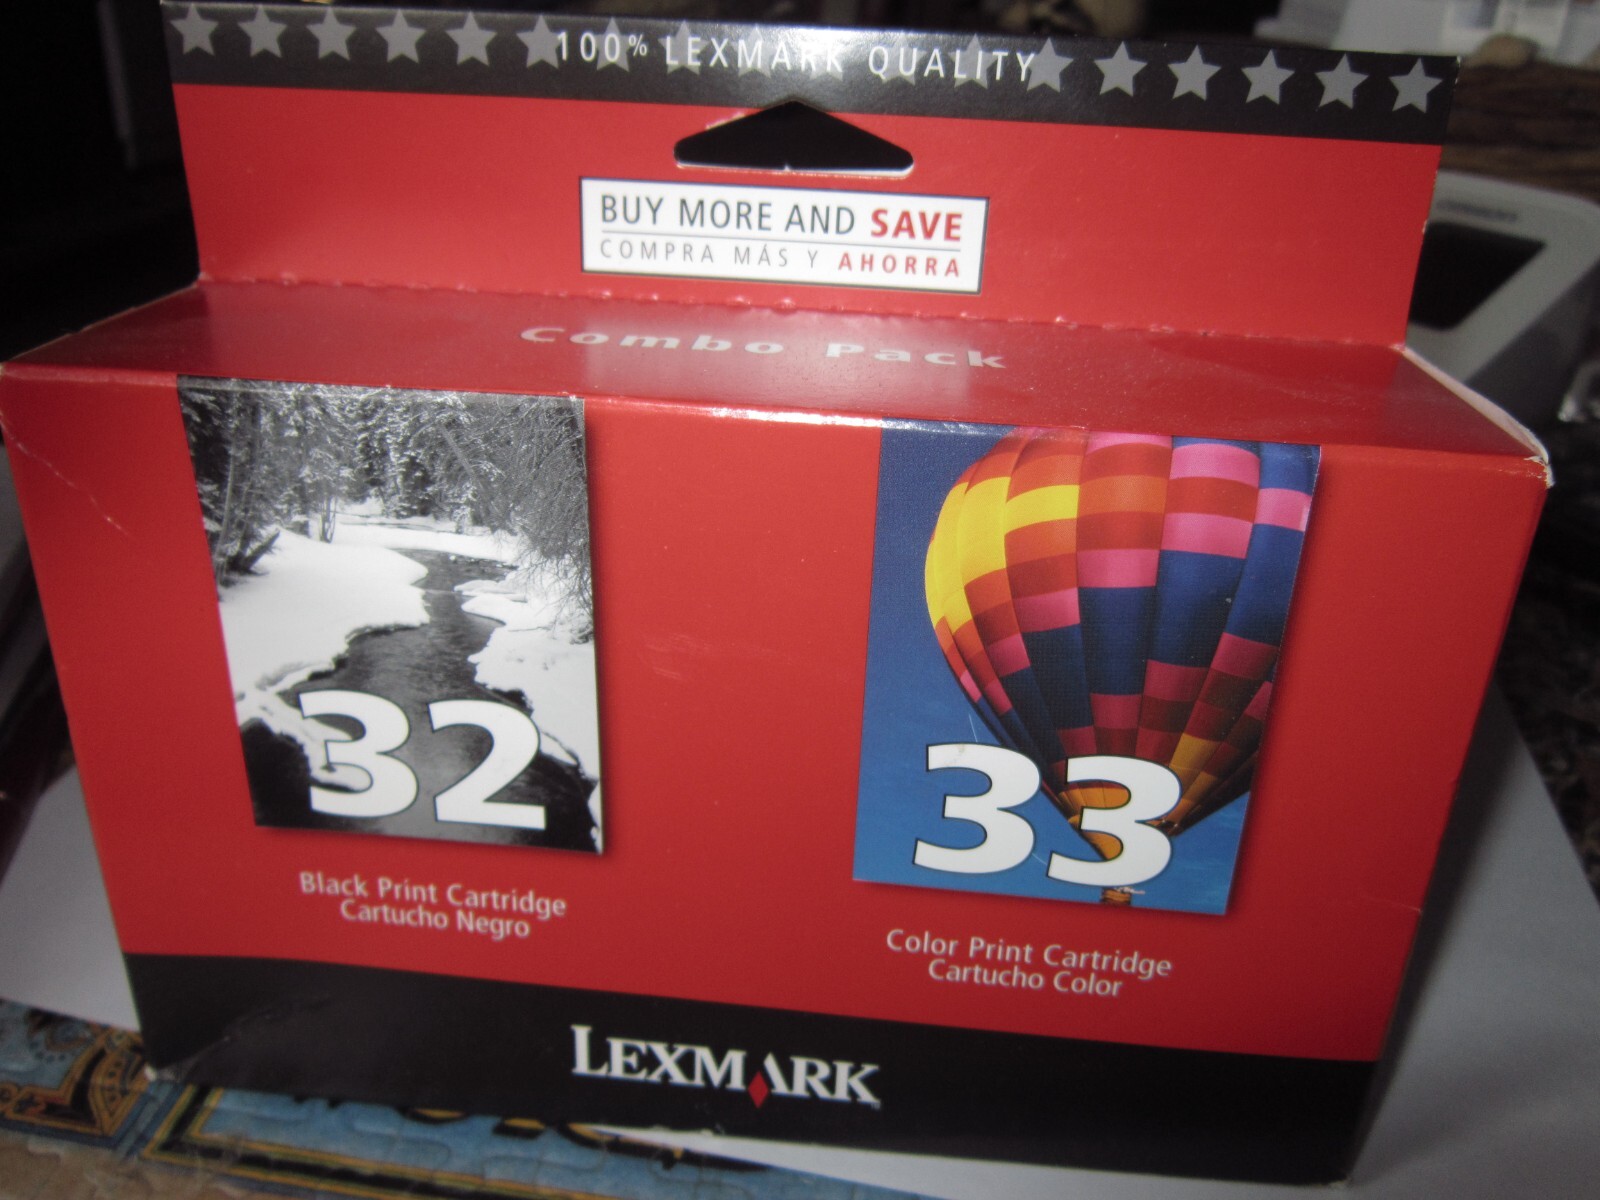 100% LEXMARK QUALITY
BUY MORE AND SAVE
COMPRA MÁS Y AHORRA
Combo Pack
32
Black Print Cartridge
Cartucho Negro
33
Color Print Cartridge
Cartucho Color
LEXMARK